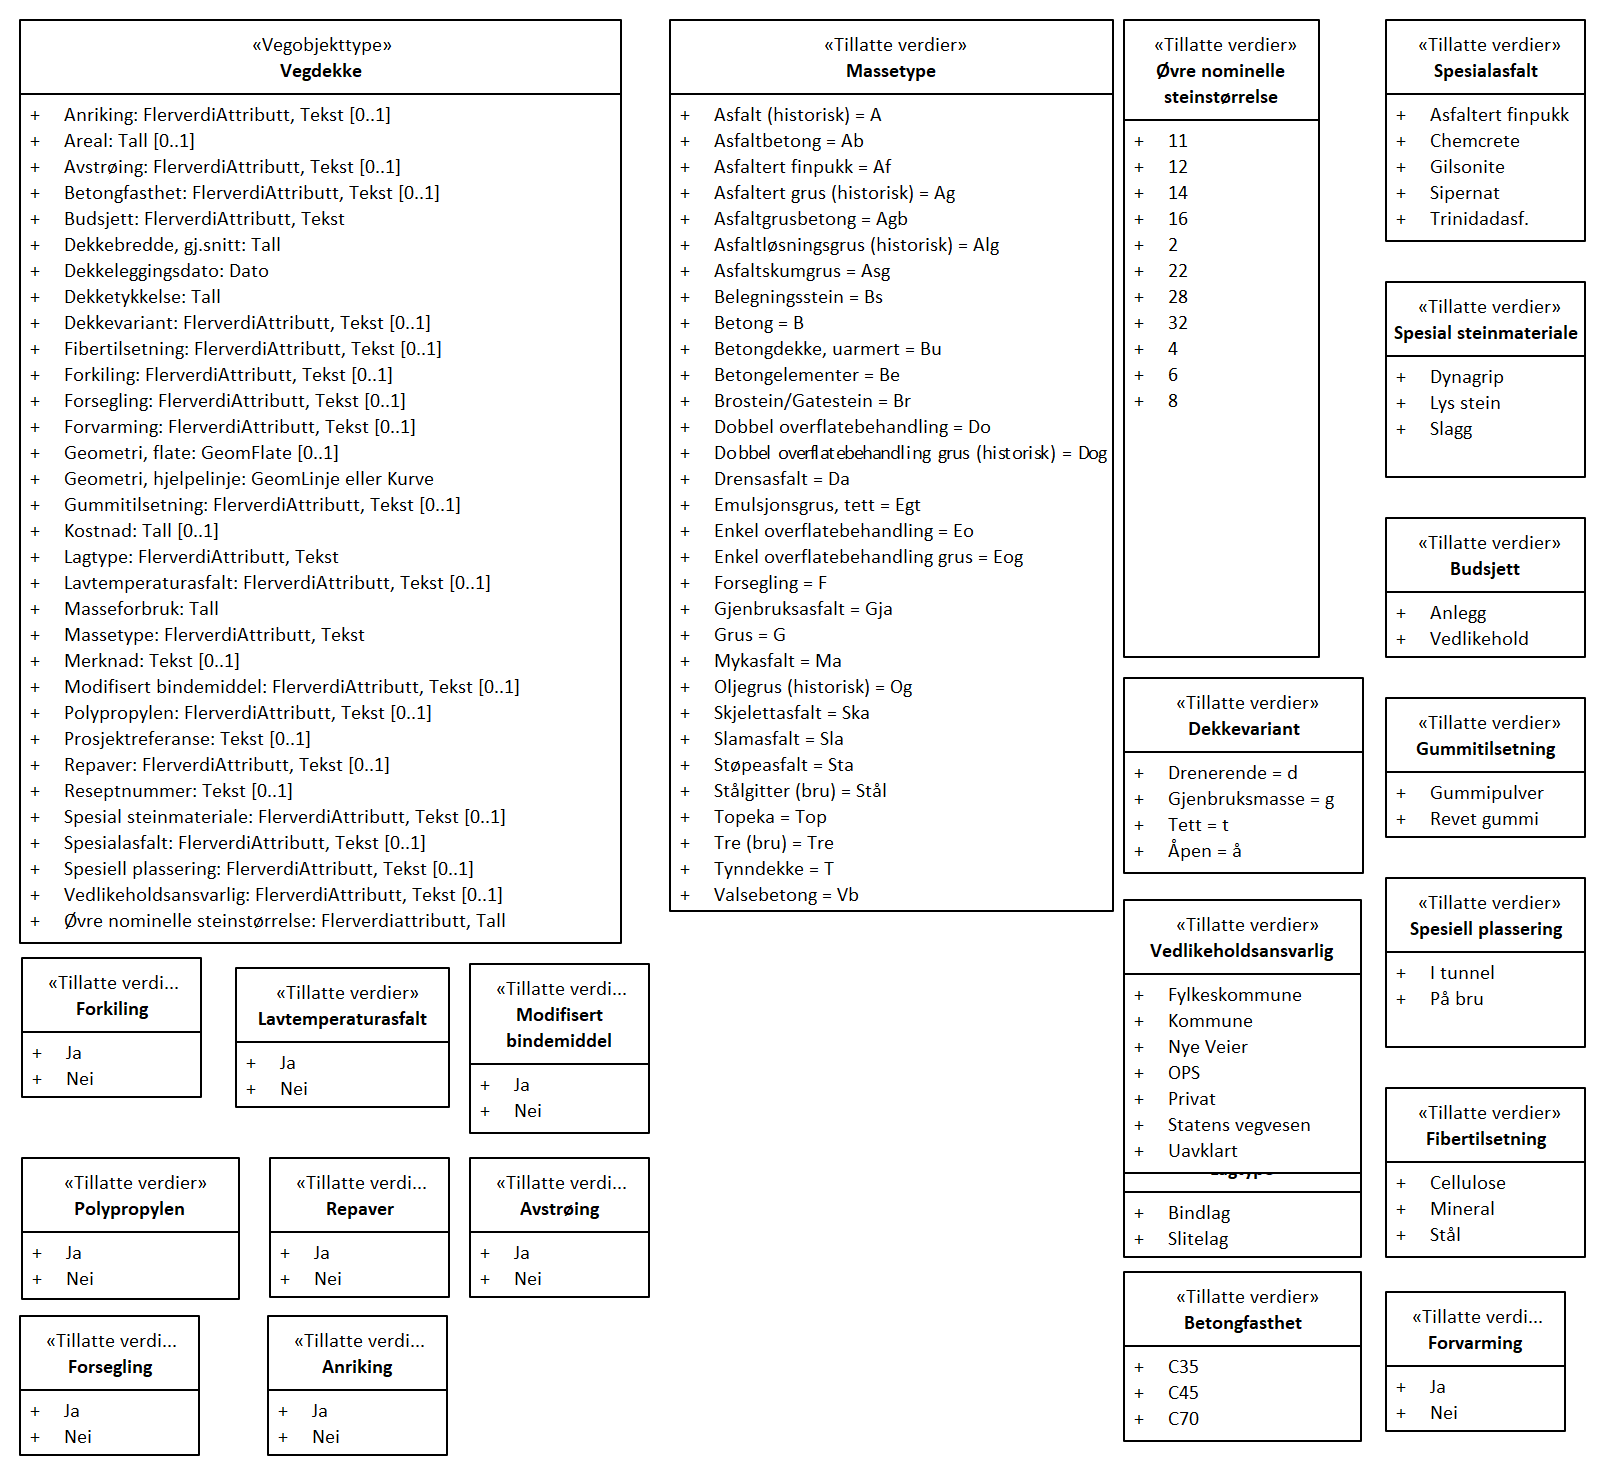 «Vegobjekttype»
Vegdekke
+ Anriking: FlerverdiAttributt, Tekst [0..1]
+ Areal: Tall [0..1]
+ Avstrøing: FlerverdiAttributt, Tekst [0..1]
+ Betongfasthet: FlerverdiAttributt, Tekst [0..1]
+ Budsjett: FlerverdiAttributt, Tekst
+ Dekkebredde, gj.snitt: Tall
+ Dekkeleggingsdato: Dato
+ Dekketykkelse: Tall
+ Dekkevariant: FlerverdiAttributt, Tekst [0..1]
+ Fibertilsetning: FlerverdiAttributt, Tekst [0..1]
+ Forkiling: FlerverdiAttributt, Tekst [0..1]
+ Forsegling: FlerverdiAttributt, Tekst [0..1]
+ Forvarming: FlerverdiAttributt, Tekst [0..1]
+ Geometri, flate: GeomFlate [0..1]
+ Geometri, hjelpelinje: GeomLinje eller Kurve
+ Gummitilsetning: FlerverdiAttributt, Tekst [0..1]
+ Kostnad: Tall [0..1]
+ Lagtype: FlerverdiAttributt, Tekst
+ Lavtemperaturasfalt: FlerverdiAttributt, Tekst [0..1]
+ Masseforbruk: Tall
+ Massetype: FlerverdiAttributt, Tekst
+ Merknad: Tekst [0..1]
+ Modifisert bindemiddel: FlerverdiAttributt, Tekst [0..1]
+ Polypropylen: FlerverdiAttributt, Tekst [0..1]
+ Prosjektreferanse: Tekst [0..1]
+ Repaver: FlerverdiAttributt, Tekst [0..1]
+ Reseptnummer: Tekst [0..1]
+ Spesial steinmateriale: FlerverdiAttributt, Tekst [0..1]
+ Spesialasfalt: FlerverdiAttributt, Tekst [0..1]
+ Spesiell plassering: FlerverdiAttributt, Tekst [0..1]
+ Vedlikeholdsansvarlig: FlerverdiAttributt, Tekst [0..1]
+ Øvre nominelle steinstørrelse: Flerverdiattributt, Tall
«Tillatte verdier»
Massetype
+ Asfalt (historisk) = A
+ Asfaltbetong = Ab
+ Asfaltert finpukk = Af
+ Asfaltert grus (historisk) = Ag
+ Asfaltgrusbetong = Agb
+ Asfaltløsningsgrus (historisk) = Alg
+ Asfaltskumgrus = Asg
+ Belegningsstein = Bs
+ Betong = B
+ Betongdekke, uarmert = Bu
+ Betongelementer = Be
+ Brostein/Gatestein = Br
+ Dobbel overflatebehandling = Do
+ Dobbel overflatebehandling grus (historisk) = Dog
+ Drensasfalt = Da
+ Emulsjonsgrus, tett = Egt
+ Enkel overflatebehandling = Eo
+ Enkel overflatebehandling grus = Eog
+ Forsegling = F
+ Gjenbruksasfalt = Gja
+ Grus = G
+ Mykasfalt = Ma
+ Oljegrus (historisk) = Og
+ Skjelettasfalt = Ska
+ Slamasfalt = Sla
+ Støpeasfalt = Sta
+ Stålgitter (bru) = Stål
+ Topeka = Top
+ Tre (bru) = Tre
+ Tynndekke = T
+ Valsebetong = Vb
«Tillatte verdier»
Øvre nominelle
steinstørrelse
+ 11
+ 12
+ 14
+ 16
+ 2
+ 22
+ 28
+ 32
+ 4
+ 6
+ 8
«Tillatte verdier»
Spesialasfalt
+ Asfaltert finpukk
+ Chemcrete
+ Gilsonite
+ Sipernat
+ Trinidadasf.
«Tillatte verdier»
Spesial steinmateriale
+ Dynagrip
+ Lys stein
+ Slagg
«Tillatte verdier»
Budsjett
+ Anlegg
+ Vedlikehold
«Tillatte verdier»
Dekkevariant
+ Drenerende = d
+ Gjenbruksmasse = g
+ Tett = t
+ Åpen = å
«Tillatte verdier»
Gummitilsetning
+ Gummipulver
+ Revet gummi
«Tillatte verdier»
Vedlikeholdsansvarlig
+ Fylkeskommune
+ Kommune
+ Nye Veier
+ OPS
+ Privat
+ Statens vegvesen
+ Uavklart
«Tillatte verdier»
Spesiell plassering
+ I tunnel
+ På bru
+ Bindlag
+ Slitelag
«Tillatte verdier»
Fibertilsetning
+ Cellulose
+ Mineral
+ Stål
«Tillatte verdier»
Betongfasthet
+ C35
+ C45
+ C70
«Tillatte verdi...
Forvarming
+ Ja
+ Nei
«Tillatte verdi...
Forkiling
+ Ja
+ Nei
«Tillatte verdier»
Lavtemperaturasfalt
+ Ja
+ Nei
«Tillatte verdi...
Modifisert
bindemiddel
+ Ja
+ Nei
«Tillatte verdier»
Polypropylen
+ Ja
+ Nei
«Tillatte verdi...
Repaver
+ Ja
+ Nei
«Tillatte verdi...
Avstrøing
+ Ja
+ Nei
«Tillatte verdi...
Forsegling
+ Ja
+ Nei
«Tillatte verdi...
Anriking
+ Ja
+ Nei